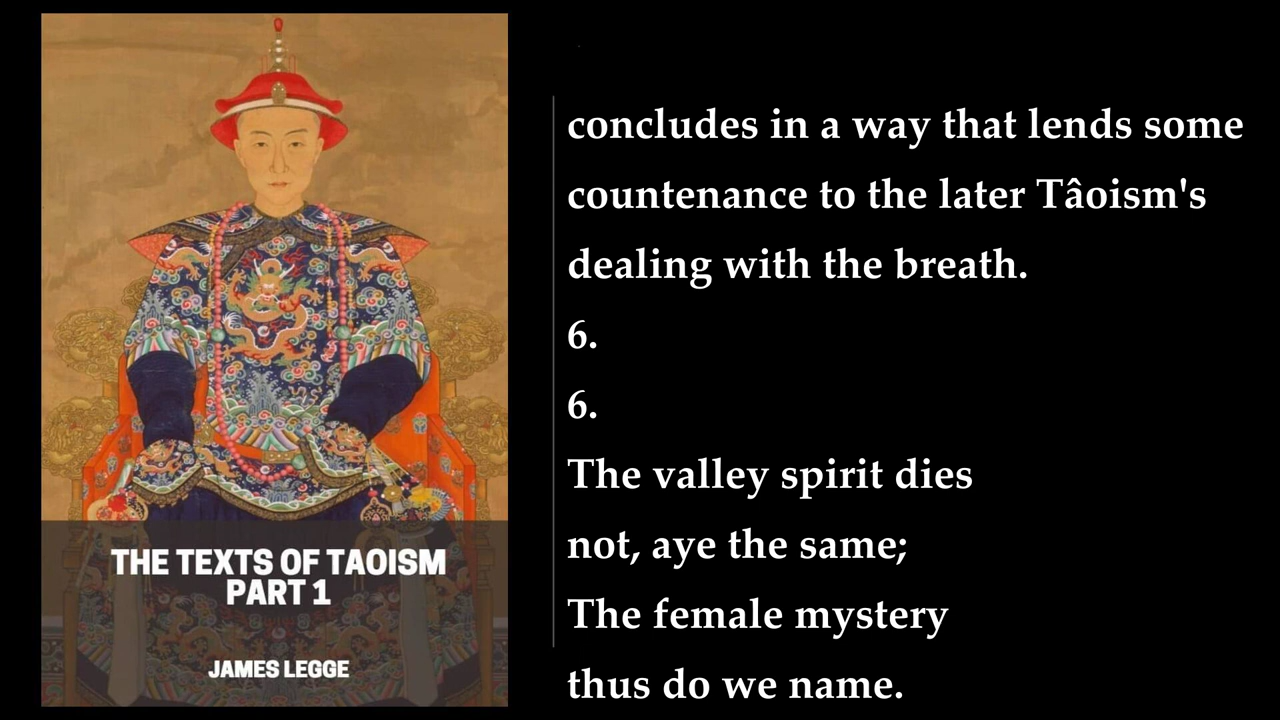 THE TEXTS OF TAOISM
PART 1
JAMES LEGGE
concludes in a way that lends some
countenance to the later Tâoism's
dealing with the breath.
6.
6.
The valley spirit dies
not, aye the same;
The female mystery
thus do we name.